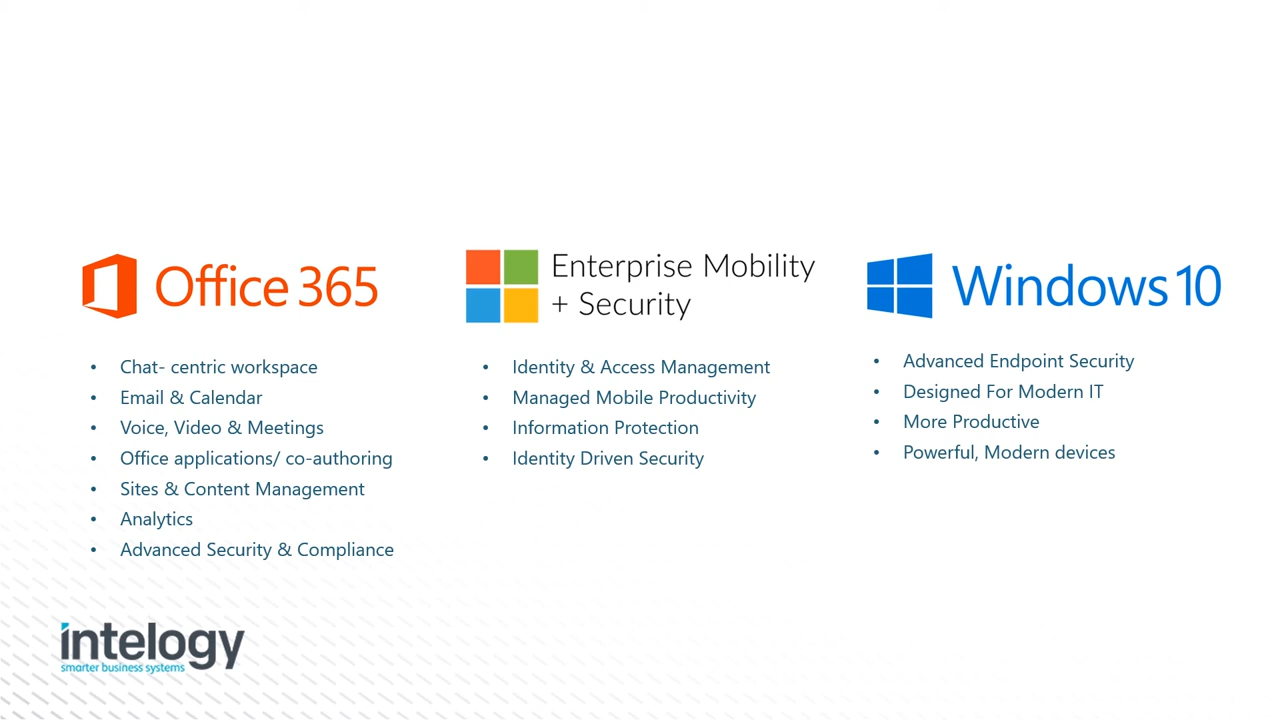 Office 365
Chat- centric workspace
Email & Calendar
Voice, Video & Meetings
Office applications/ co-authoring
Sites & Content Management
Analytics
Advanced Security & Compliance
Enterprise Mobility
+ Security
Identity & Access Management
Managed Mobile Productivity
Information Protection
Identity Driven Security
Windows 10
Advanced Endpoint Security
Designed For Modern IT
More Productive
Powerful, Modern devices
intelogy
smarter business systems